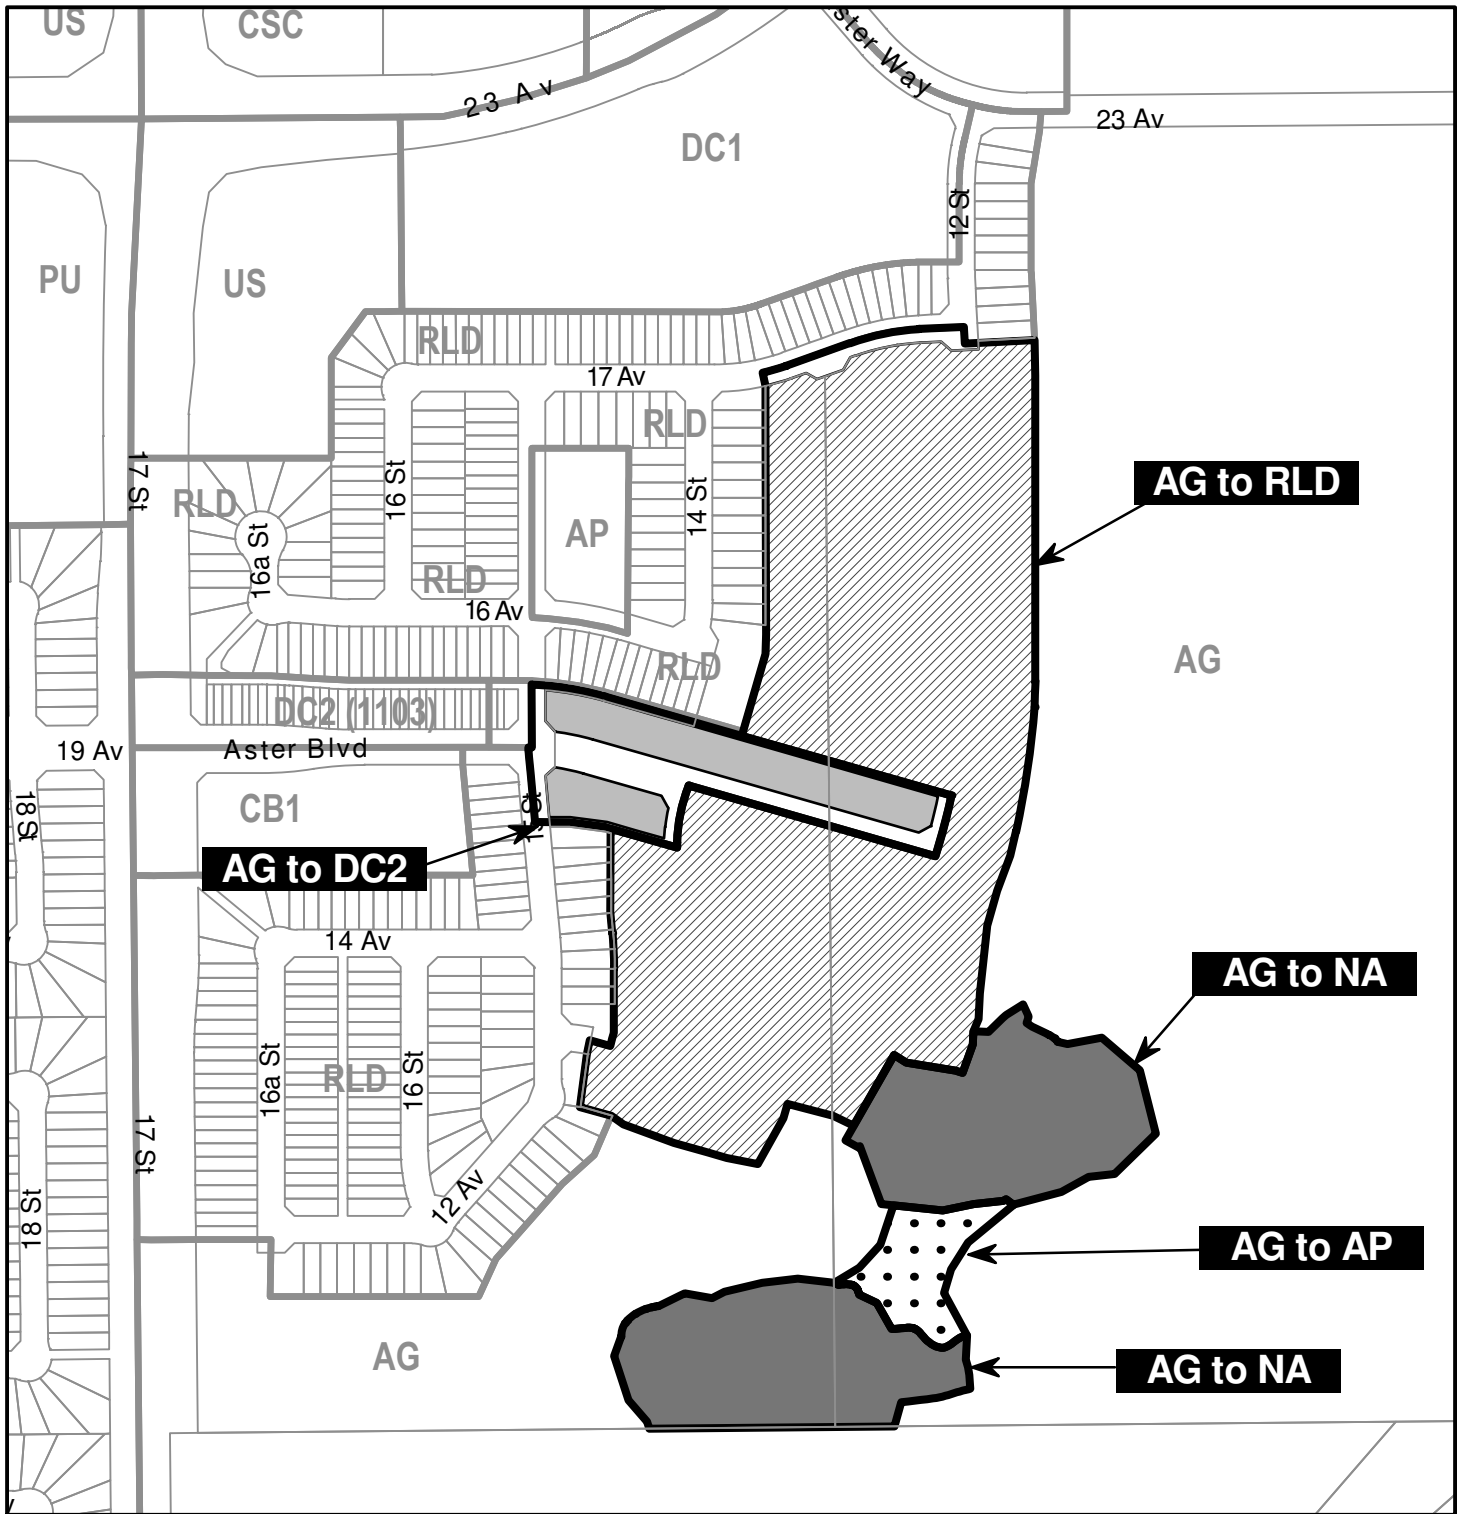 US
CSC
ster Way
23 Av
23 Av
DC1
12 St
PU
US
RLD
17 Av
RLD
17 St
RLD
16 St
14 St
AG to RLD
16a St
AP
RLD
16 Av
RLD
AG
DC2 (1103)
19 Av
Aster Blvd
18 St
CB1
15 St
AG to DC2
14 Av
AG to NA
16a St
RLD
16 St
17 St
12 Av
18 St
AG to AP
AG
AG to NA